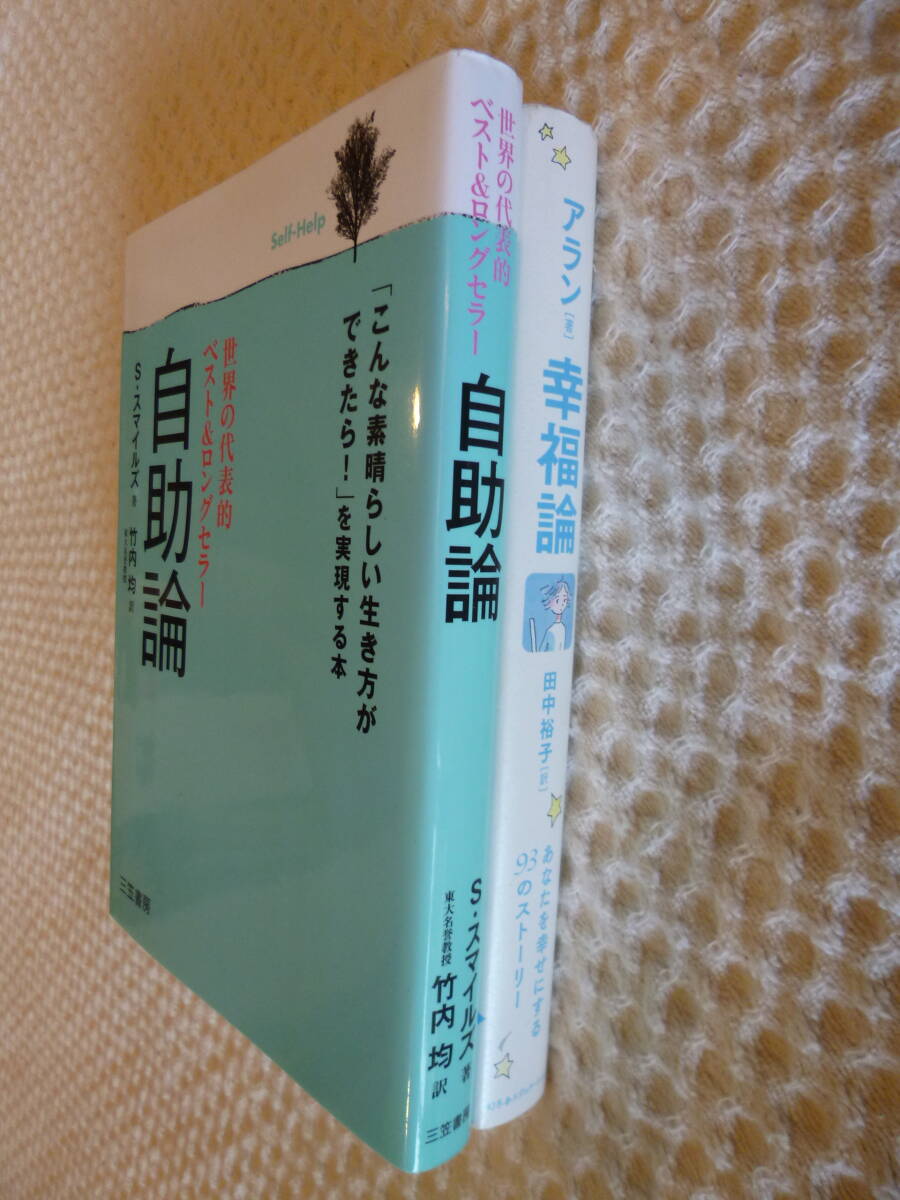 Self-Help
「こんな素晴らしい生き方が
できたら！」を実現する本
世界の代表的
ベスト&ロングセラー
自助論
S・スマイルズ 著
竹内 均 訳
三笠書房
世界の代表的
ベスト&ロングセラー
自助論
S・スマイルズ 著
東大名誉教授
竹内 均 訳
三笠書房
アラン[著]
幸福論
田中裕子[訳]
あなたを幸せにする
93のストーリー